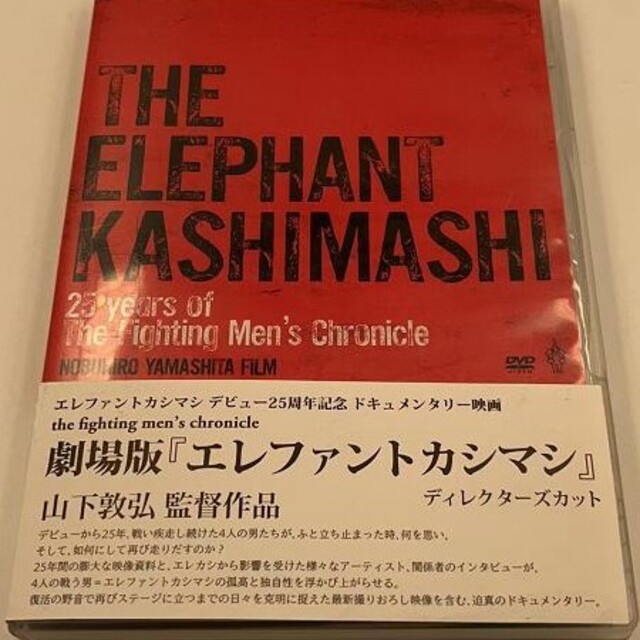 THE
ELEPHANT
KASHIMASHI
25 years of
The Fighting Men's Chronicle
NOBUHIRO YAMASHITA FILM
DVD
VIDEO
エレファントカシマシ デビュー25周年記念 ドキュメンタリー映画
the fighting men's chronicle
劇場版『エレファントカシマシ』
山下敦弘 監督作品
ディレクターズカット
デビューから25年、戦い疾走し続けた4人の男たちが、ふと立ち止まった時、何を思い、
そして、如何にして再び走りだすのか?
25年間の膨大な映像資料と、エレカシから影響を受けた様々なアーティスト、関係者のインタビューが、
4人の戦う男=エレファントカシマシの孤高と独自性を浮かび上がらせる。
復活の野音で再びステージに立つまでの日々を克明に捉えた最新撮りおろし映像を含む、迫真のドキュメンタリー。